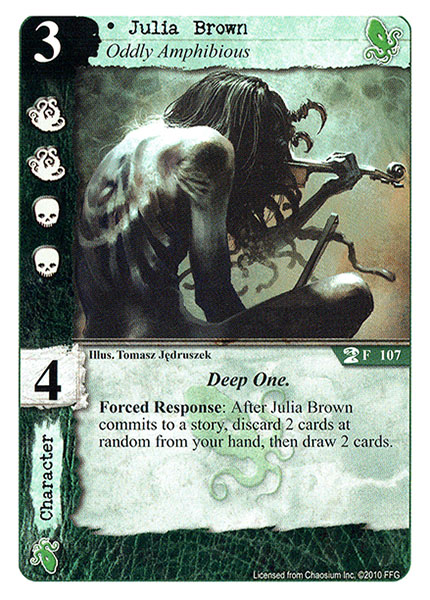 3
• Julia Brown
Oddly Amphibious
Illus. Tomasz Jędruszek
F 107
4
Character
Deep One.
Forced Response: After Julia Brown
commits to a story, discard 2 cards at
random from your hand, then draw 2 cards.
Licensed from Chaosium Inc. ©2010 FFG